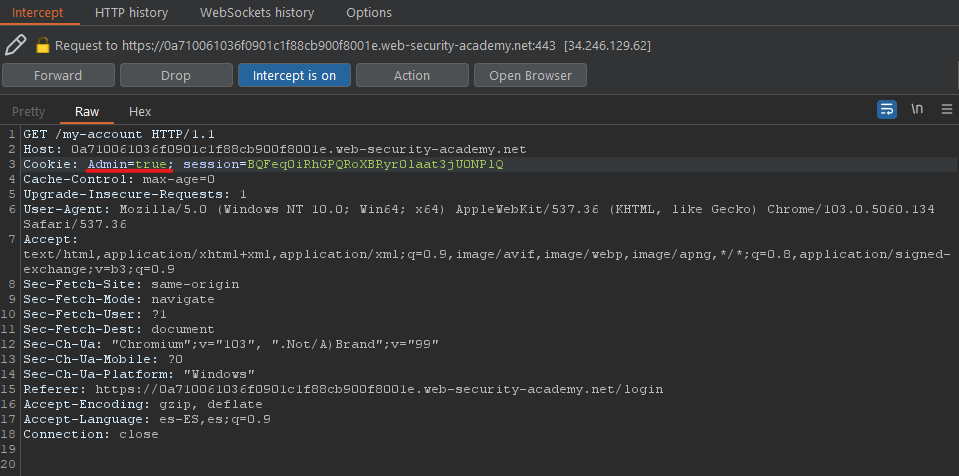 Intercept HTTP history WebSockets history Options
Request to https://0a710061036f0901c1f88cb900f8001e.web-security-academy.net:443 [34.246.129.62]
Forward Drop Intercept is on Action Open Browser
Pretty Raw Hex \n
1 GET /my-account HTTP/1.1
2 Host: 0a710061036f0901c1f88cb900f8001e.web-security-academy.net
3 Cookie: Admin=true; session=BQFeq0iRhGPQRoXBRyr01aat3jU0NPlQ
4 Cache-Control: max-age=0
5 Upgrade-Insecure-Requests: 1
6 User-Agent: Mozilla/5.0 (Windows NT 10.0; Win64; x64) AppleWebKit/537.36 (KHTML, like Gecko) Chrome/103.0.5060.134
Safari/537.36
7 Accept:
text/html,application/xhtml+xml,application/xml;q=0.9,image/avif,image/webp,image/apng,*/*;q=0.8,application/signed-
exchange;v=b3;q=0.9
8 Sec-Fetch-Site: same-origin
9 Sec-Fetch-Mode: navigate
10 Sec-Fetch-User: ?1
11 Sec-Fetch-Dest: document
12 Sec-Ch-Ua: "Chromium";v="103", ".Not/A)Brand";v="99"
13 Sec-Ch-Ua-Mobile: ?0
14 Sec-Ch-Ua-Platform: "Windows"
15 Referer: https://0a710061036f0901c1f88cb900f8001e.web-security-academy.net/login
16 Accept-Encoding: gzip, deflate
17 Accept-Language: es-ES,es;q=0.9
18 Connection: close
19
20